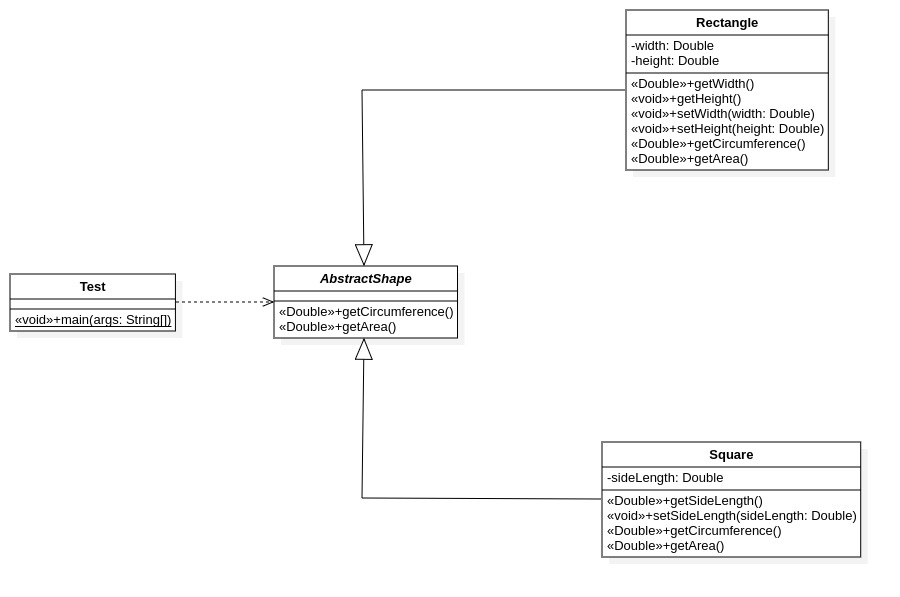 Rectangle
-width: Double
-height: Double
«Double»+getWidth()
«void»+getHeight()
«void»+setWidth(width: Double)
«void»+setHeight(height: Double)
«Double»+getCircumference()
«Double»+getArea()
Test
«void»+main(args: String[])
AbstractShape
«Double»+getCircumference()
«Double»+getArea()
Square
-sideLength: Double
«Double»+getSideLength()
«void»+setSideLength(sideLength: Double)
«Double»+getCircumference()
«Double»+getArea()